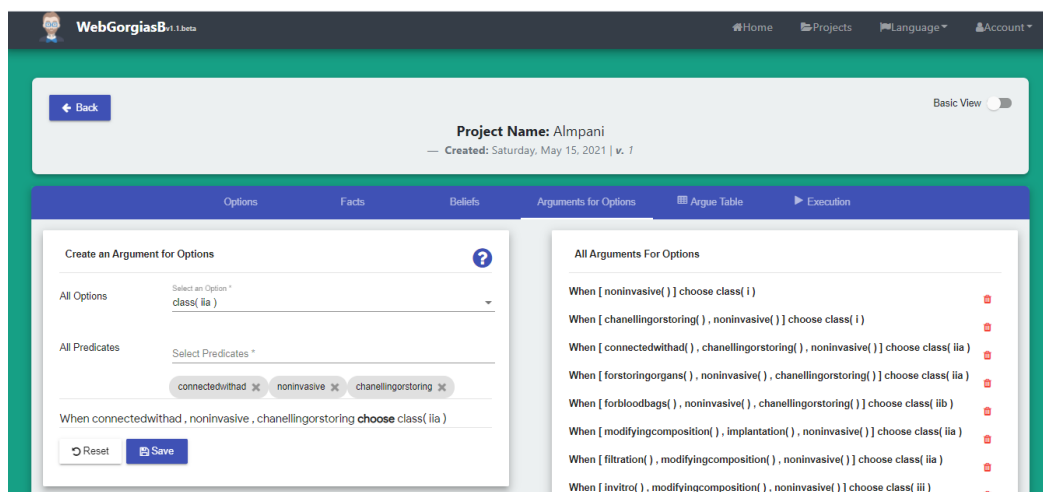 WebGorgiasB v1.1.beta
Home Projects Language Account
Back
Basic View
Project Name: Almpani
— Created: Saturday, May 15, 2021 | v. 1
Options Facts Beliefs Arguments for Options Argue Table Execution
Create an Argument for Options
?
All Options
Select an Option *
class( iia )
All Predicates
Select Predicates *
connectedwithad noninvasive chanellingorstoring
When connectedwithad , noninvasive , chanellingorstoring choose class( iia )
Reset Save
All Arguments For Options
When [ noninvasive( ) ] choose class( i )
When [ chanellingorstoring( ) , noninvasive( ) ] choose class( i )
When [ connectedwithad( ) , chanellingorstoring( ) , noninvasive( ) ] choose class( iia )
When [ forstoringorgans( ) , noninvasive( ) , chanellingorstoring( ) ] choose class( iia )
When [ forbloodbags( ) , noninvasive( ) , chanellingorstoring( ) ] choose class( iib )
When [ modifyingcomposition( ) , implantation( ) , noninvasive( ) ] choose class( iia )
When [ filtration( ) , modifyingcomposition( ) , noninvasive( ) ] choose class( iia )
When [ invitro( ) , modifyingcomposition( ) , noninvasive( ) ] choose class( iii )